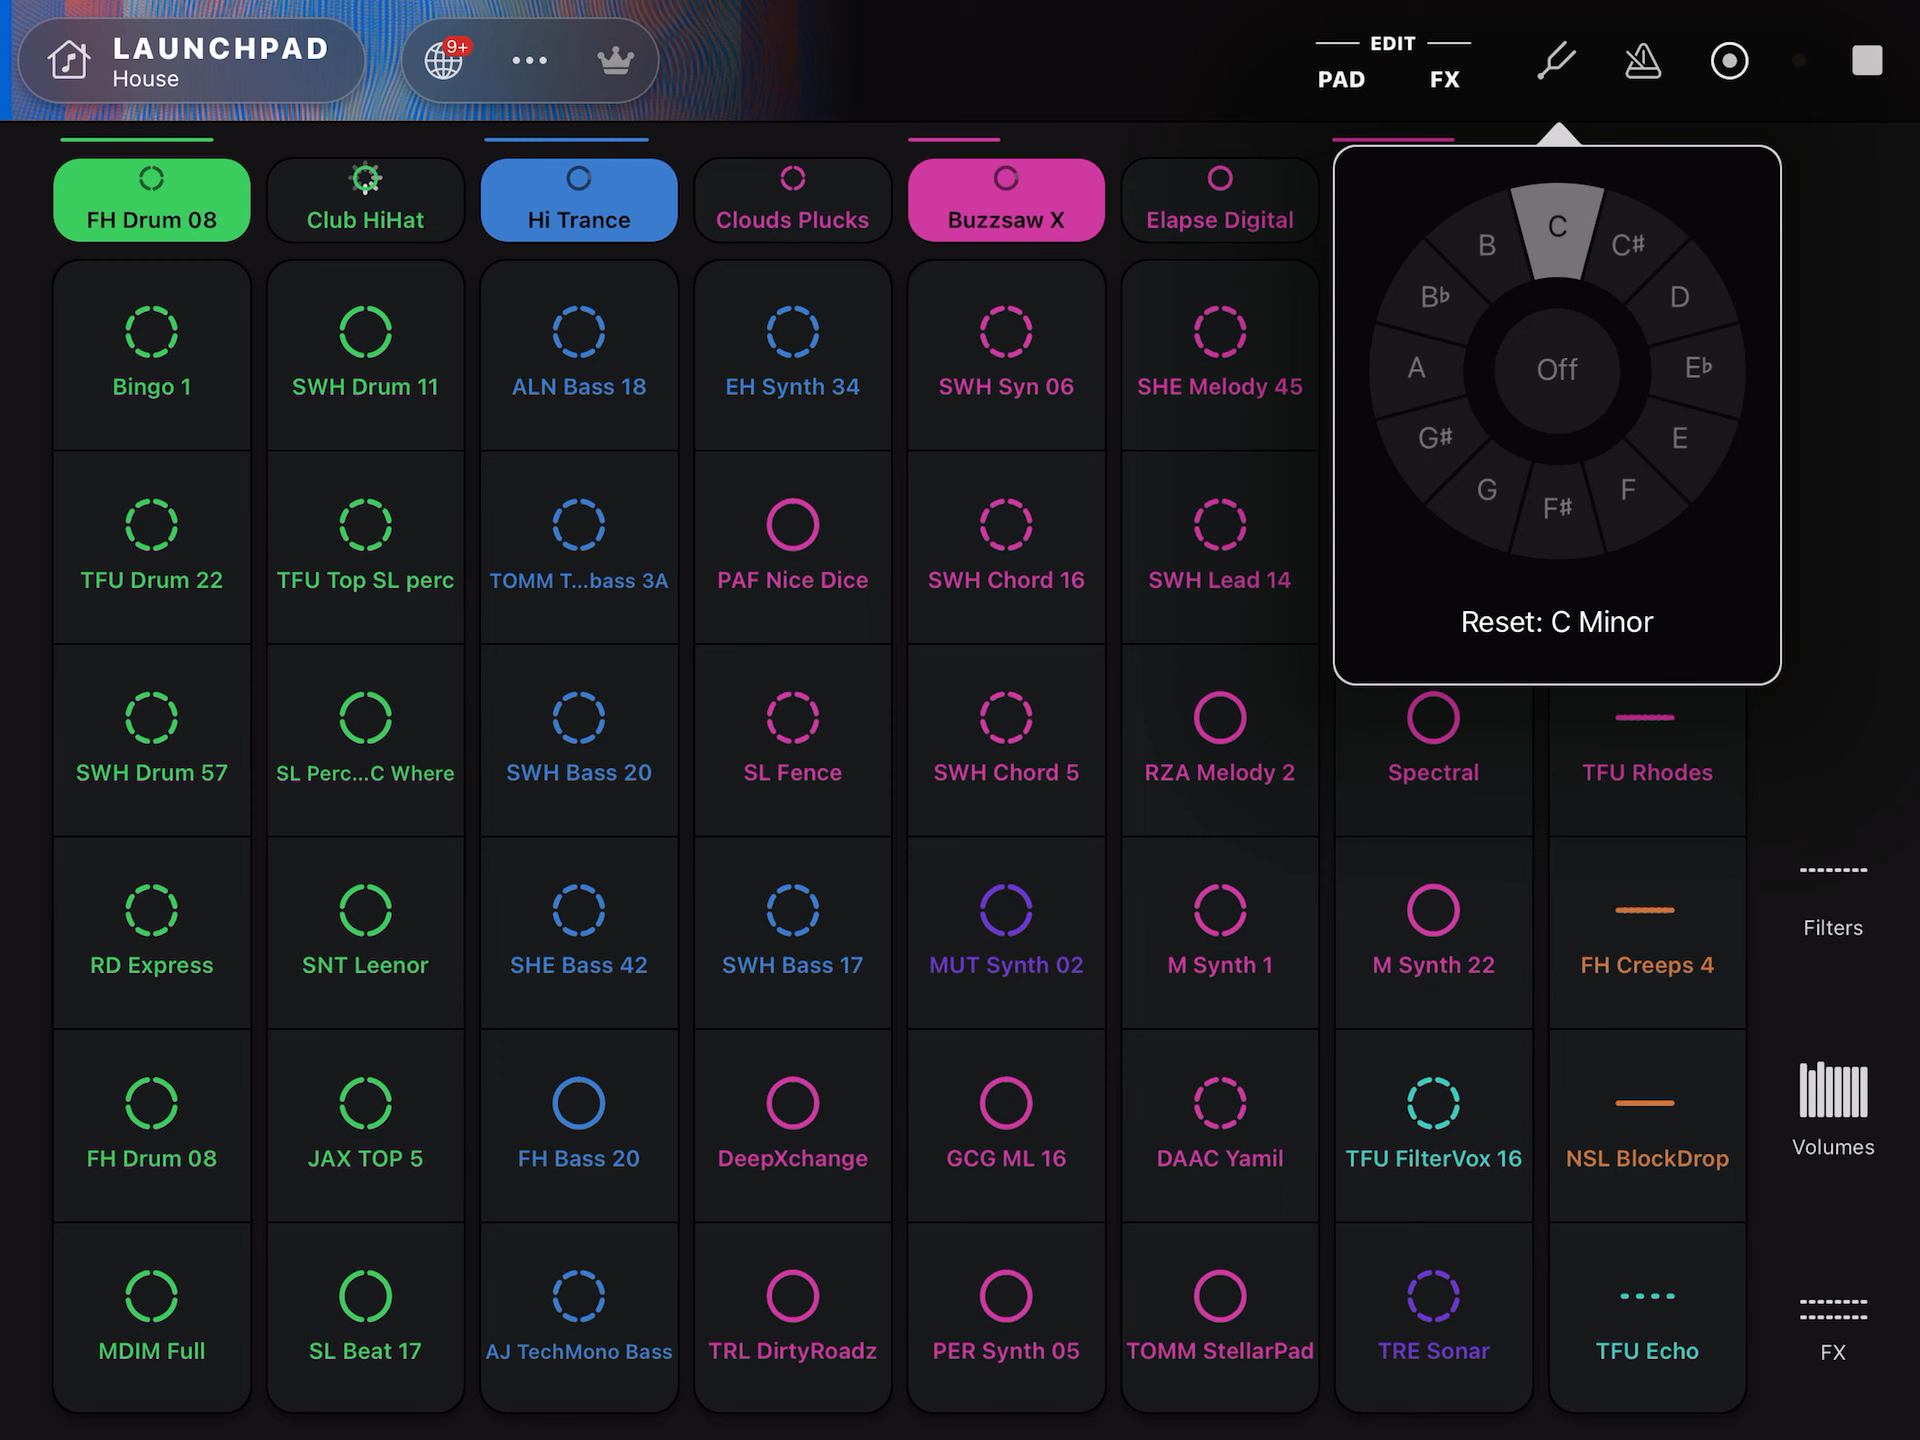 LAUNCHPAD
House
9+
EDIT
PAD FX
FH Drum 08
Club HiHat
Hi Trance
Clouds Plucks
Buzzsaw X
Elapse Digital
C
C#
D
E♭
E
F
F#
G
G#
A
B♭
B
Off
Reset: C Minor
Bingo 1
SWH Drum 11
ALN Bass 18
EH Synth 34
SWH Syn 06
SHE Melody 45
TFU Drum 22
TFU Top SL perc
TOMM T...bass 3A
PAF Nice Dice
SWH Chord 16
SWH Lead 14
SWH Drum 57
SL Perc...C Where
SWH Bass 20
SL Fence
SWH Chord 5
RZA Melody 2
Spectral
TFU Rhodes
RD Express
SNT Leenor
SHE Bass 42
SWH Bass 17
MUT Synth 02
M Synth 1
M Synth 22
FH Creeps 4
Filters
FH Drum 08
JAX TOP 5
FH Bass 20
DeepXchange
GCG ML 16
DAAC Yamil
TFU FilterVox 16
NSL BlockDrop
Volumes
MDIM Full
SL Beat 17
AJ TechMono Bass
TRL DirtyRoadz
PER Synth 05
TOMM StellarPad
TRE Sonar
TFU Echo
FX